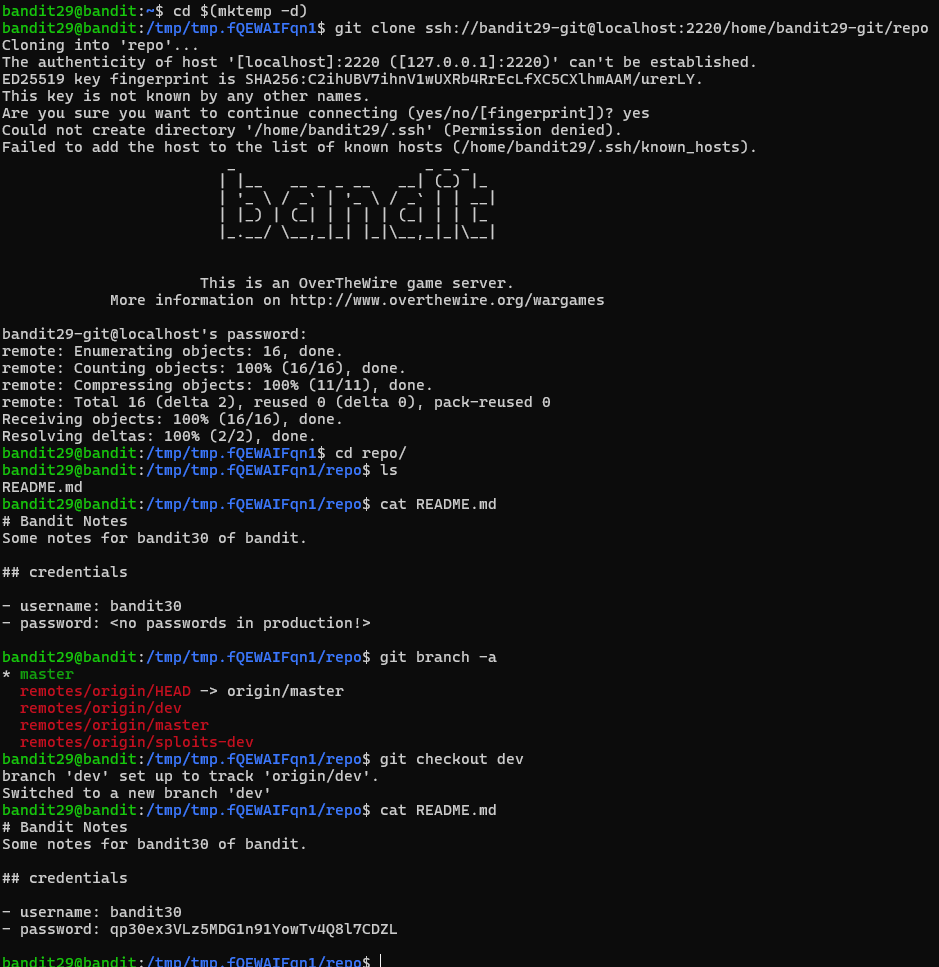 bandit29@bandit:~$ cd $(mktemp -d)
bandit29@bandit:/tmp/tmp.fQEWAIFqn1$ git clone ssh://bandit29-git@localhost:2220/home/bandit29-git/repo
Cloning into 'repo'...
The authenticity of host '[localhost]:2220 ([127.0.0.1]:2220)' can't be established.
ED25519 key fingerprint is SHA256:C2ihUBV7ihnV1wUXRb4RrEcLfXC5CXlhmAAM/urerLY.
This key is not known by any other names.
Are you sure you want to continue connecting (yes/no/[fingerprint])? yes
Could not create directory '/home/bandit29/.ssh' (Permission denied).
Failed to add the host to the list of known hosts (/home/bandit29/.ssh/known_hosts).
                         _                     _ _ _
                        | |__   __ _ _ __   __| (_) |_
                        | '_ \ / _` | '_ \ / _` | | __|
                        | |_) | (_| | | | | (_| | | |_
                        |_.__/ \__,_|_| |_|\__,_|_|\__|
                      This is an OverTheWire game server.
            More information on http://www.overthewire.org/wargames
bandit29-git@localhost's password:
remote: Enumerating objects: 16, done.
remote: Counting objects: 100% (16/16), done.
remote: Compressing objects: 100% (11/11), done.
remote: Total 16 (delta 2), reused 0 (delta 0), pack-reused 0
Receiving objects: 100% (16/16), done.
Resolving deltas: 100% (2/2), done.
bandit29@bandit:/tmp/tmp.fQEWAIFqn1$ cd repo/
bandit29@bandit:/tmp/tmp.fQEWAIFqn1/repo$ ls
README.md
bandit29@bandit:/tmp/tmp.fQEWAIFqn1/repo$ cat README.md
# Bandit Notes
Some notes for bandit30 of bandit.
## credentials
- username: bandit30
- password: <no passwords in production!>
bandit29@bandit:/tmp/tmp.fQEWAIFqn1/repo$ git branch -a
* master
  remotes/origin/HEAD -> origin/master
  remotes/origin/dev
  remotes/origin/master
  remotes/origin/sploits-dev
bandit29@bandit:/tmp/tmp.fQEWAIFqn1/repo$ git checkout dev
branch 'dev' set up to track 'origin/dev'.
Switched to a new branch 'dev'
bandit29@bandit:/tmp/tmp.fQEWAIFqn1/repo$ cat README.md
# Bandit Notes
Some notes for bandit30 of bandit.
## credentials
- username: bandit30
- password: qp30ex3VLz5MDG1n91YowTv4Q8l7CDZL
bandit29@bandit:/tmp/tmp.fQEWAIFqn1/repo$